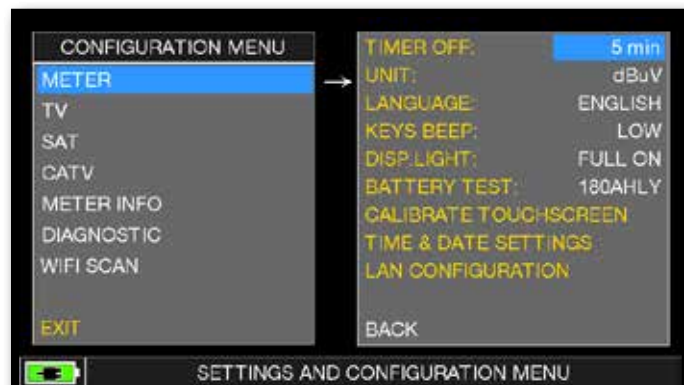 CONFIGURATION MENU
METER
TV
SAT
CATV
METER INFO
DIAGNOSTIC
WIFI SCAN
EXIT
→
TIMER OFF: 5 min
UNIT: dBuV
LANGUAGE: ENGLISH
KEYS BEEP: LOW
DISP.LIGHT: FULL ON
BATTERY TEST: 180AHLY
CALIBRATE TOUCHSCREEN
TIME & DATE SETTINGS
LAN CONFIGURATION
BACK
SETTINGS AND CONFIGURATION MENU